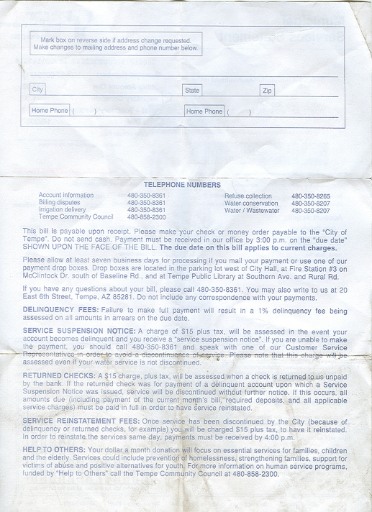 Mark box on reverse side if address change requested.
Make changes to mailing address and phone number below.
City
State
Zip
Home Phone ( )
Home Phone ( )
TELEPHONE NUMBERS
Account information 480-350-8361
Refuse collection 480-350-8265
Billing disputes 480-350-8361
Water conservation 480-350-8207
Irrigation delivery 480-350-8361
Water / Wastewater 480-350-8207
Tempe Community Council 480-858-2300
This bill is payable upon receipt. Please make your check or money order payable to the "City of
Tempe". Do not send cash. Payment must be received in our office by 3:00 p.m. on the "due date"
SHOWN UPON THE FACE OF THE BILL. The due date on this bill applies to current charges.
Please allow at least seven business days for processing if you mail your payment or use one of our
payment drop boxes. Drop boxes are located in the parking lot west of City Hall, at Fire Station #3 on
McClintock Dr. south of Baseline Rd., and at Tempe Public Library at Southern Ave. and Rural Rd.
If you have any questions about your bill, please call 480-350-8361. You may also write to us at 20
East 6th Street, Tempe, AZ 85281. Do not include any correspondence with your payments.
DELINQUENCY FEES: Failure to make full payment will result in a 1% delinquency fee being
assessed on all amounts in arrears on the due date.
SERVICE SUSPENSION NOTICE: A charge of $15 plus tax, will be assessed in the event your
account becomes delinquent and you receive a "service suspension notice". If you are unable to make
the payment, you should call 480-350-8361 and speak with one of our Customer Service
Representatives in order to avoid a discontinuance of service. Please note that this charge will be
assessed even if your water service is not discontinued.
RETURNED CHECKS: A $15 charge, plus tax, will be assessed when a check is returned to us unpaid
by the bank. If the returned check was for payment of a delinquent account upon which a Service
Suspension Notice was issued, service will be discontinued without further notice. If this occurs, all
amounts due (including payment of the current month's bill, required deposits, and all applicable
service charges) must be paid in full in order to have service reinstated.
SERVICE REINSTATEMENT FEES: Once service has been discontinued by the City (because of
delinquency or returned checks, for example) you will be charged $15 plus tax, to have it reinstated.
In order to reinstate the services same day, payments must be received by 4:00 p.m.
HELP TO OTHERS: Your dollar a month donation will focus on essential services for families, children
and the elderly. Services could include prevention of homelessness, strengthening families, support for
victims of abuse and positive alternatives for youth. For more information on human service programs,
funded by "Help to Others" call the Tempe Community Council at 480-858-2300.